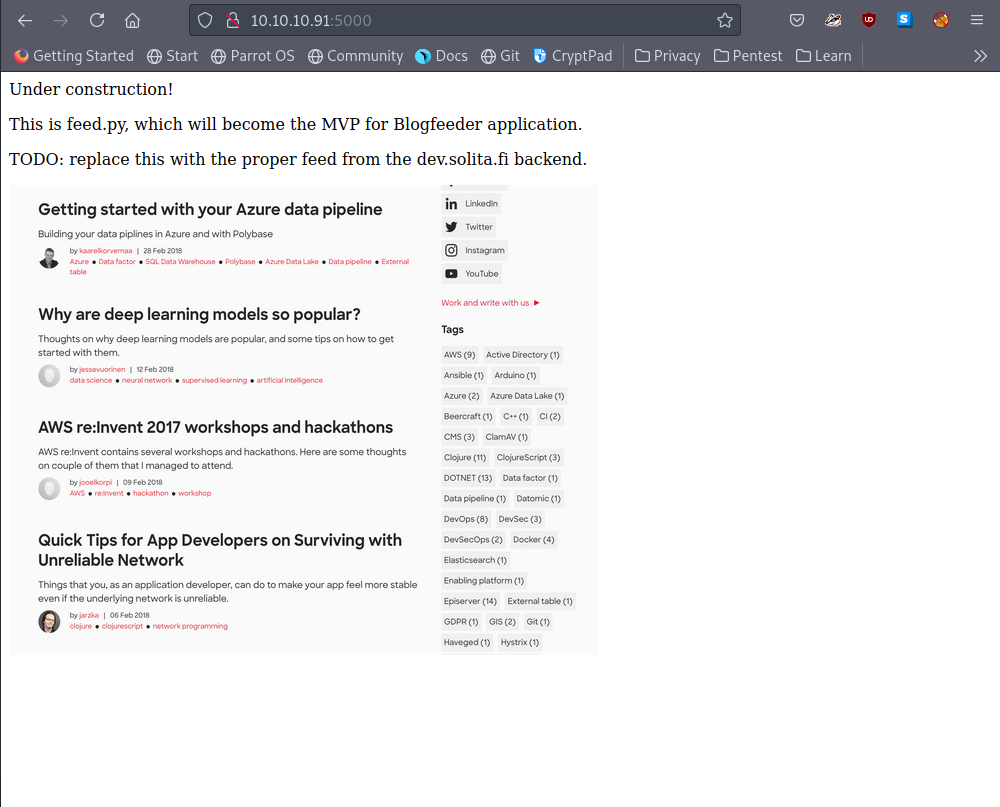 10.10.10.91:5000
Getting Started Start Parrot OS Community Docs Git CryptPad Privacy Pentest Learn
Under construction!
This is feed.py, which will become the MVP for Blogfeeder application.
TODO: replace this with the proper feed from the dev.solita.fi backend.
Getting started with your Azure data pipeline
Building your data piplines in Azure and with Polybase
by kaarelkorvemaa | 28 Feb 2018
Azure ● Data factor ● SQL Data Warehouse ● Polybase ● Azure Data Lake ● Data pipeline ● External
table
Why are deep learning models so popular?
Thoughts on why deep learning models are popular, and some tips on how to get
started with them.
by jessevuorinen | 12 Feb 2018
data science ● neural network ● supervised learning ● artificial intelligence
AWS re:Invent 2017 workshops and hackathons
AWS re:Invent contains several workshops and hackathons. Here are some thoughts
on couple of them that I managed to attend.
by jooelkorpi | 09 Feb 2018
AWS ● re:Invent ● hackathon ● workshop
Quick Tips for App Developers on Surviving with
Unreliable Network
Things that you, as an application developer, can do to make your app feel more stable
even if the underlying network is unreliable.
by jarzka | 06 Feb 2018
clojure ● clojurescript ● network programming
LinkedIn
Twitter
Instagram
YouTube
Work and write with us ►
Tags
AWS (9) Active Directory (1)
Ansible (1) Arduino (1)
Azure (2) Azure Data Lake (1)
Beercraft (1) C++ (1) CI (2)
CMS (3) ClamAV (1)
Clojure (11) ClojureScript (3)
DOTNET (13) Data factor (1)
Data pipeline (1) Datomic (1)
DevOps (8) DevSec (3)
DevSecOps (2) Docker (4)
Elasticsearch (1)
Enabling platform (1)
Episerver (14) External table (1)
GDPR (1) GIS (2) Git (1)
Haveged (1) Hystrix (1)